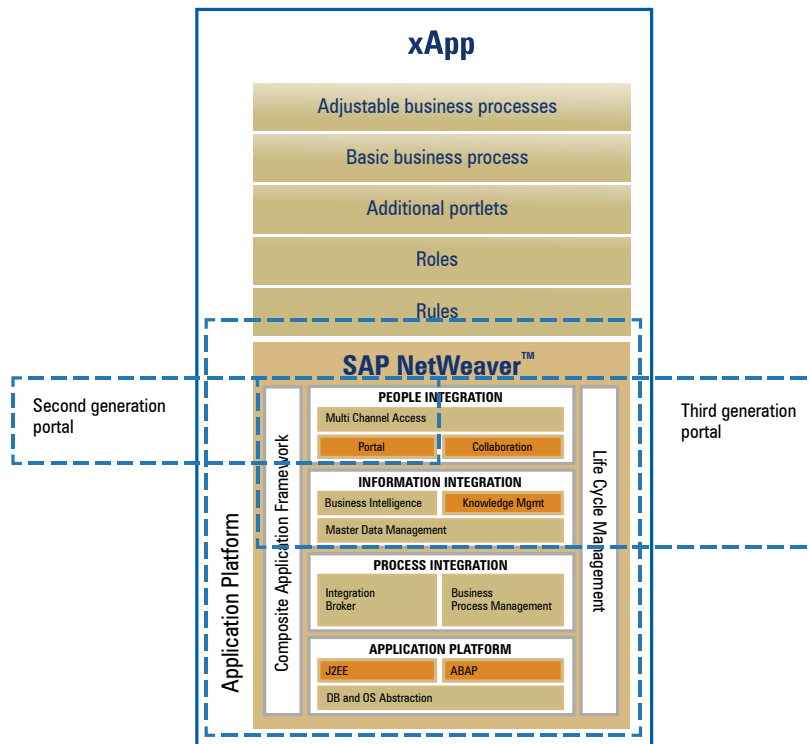 xApp
Adjustable business processes
Basic business process
Additional portlets
Roles
Rules
SAP NetWeaver™
Second generation
portal
Third generation
portal
Application Platform
Composite Application Framework
PEOPLE INTEGRATION
Multi Channel Access
Portal
Collaboration
INFORMATION INTEGRATION
Business Intelligence
Knowledge Mgmt
Master Data Management
PROCESS INTEGRATION
Integration
Broker
Business
Process Management
APPLICATION PLATFORM
J2EE
ABAP
DB and OS Abstraction
Life Cycle Management